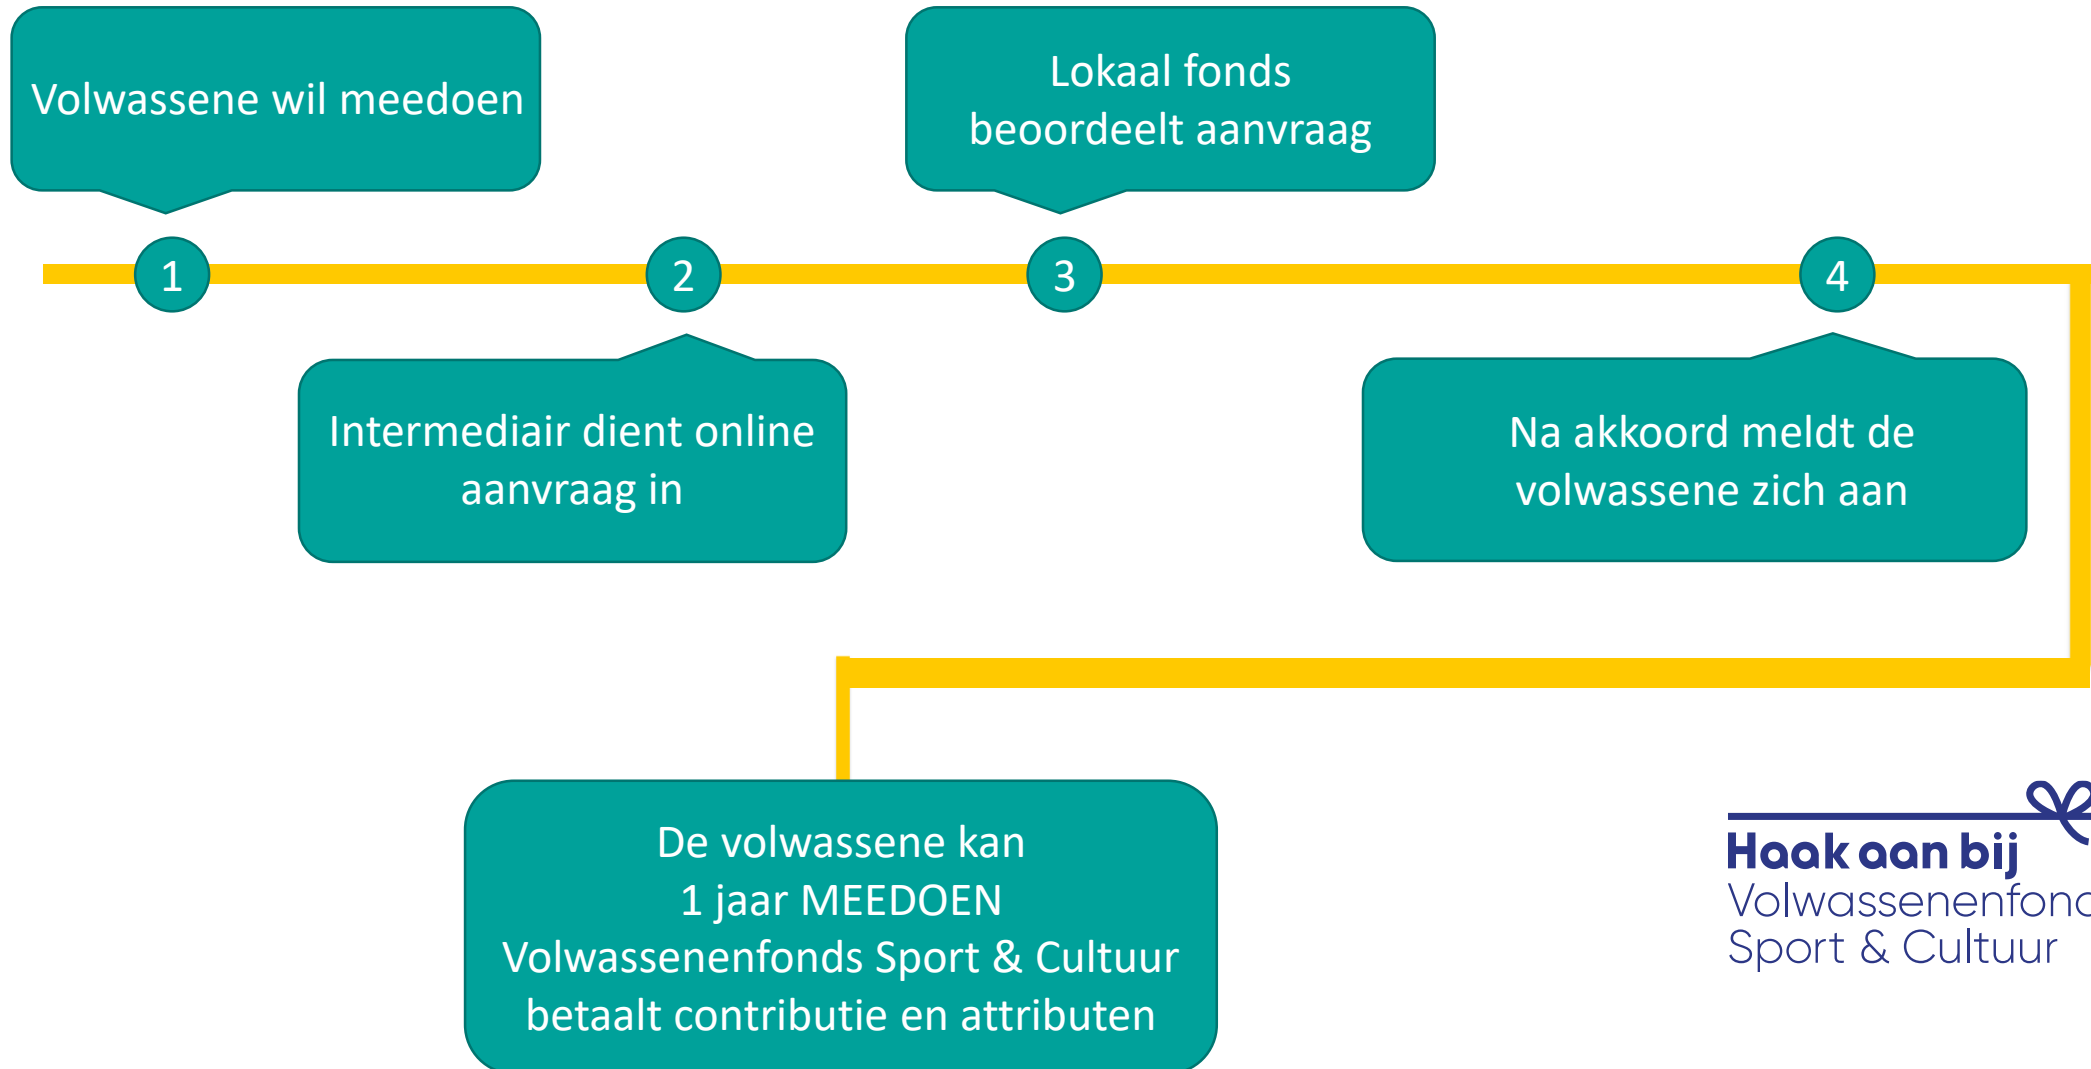 Volwassene wil meedoen
Lokaal fonds
beoordeelt aanvraag
1
2
3
4
Intermediair dient online
aanvraag in
Na akkoord meldt de
volwassene zich aan
De volwassene kan
1 jaar MEEDOEN
Volwassenenfonds Sport & Cultuur
betaalt contributie en attributen
Haak aan bij
Sport & Cultuur